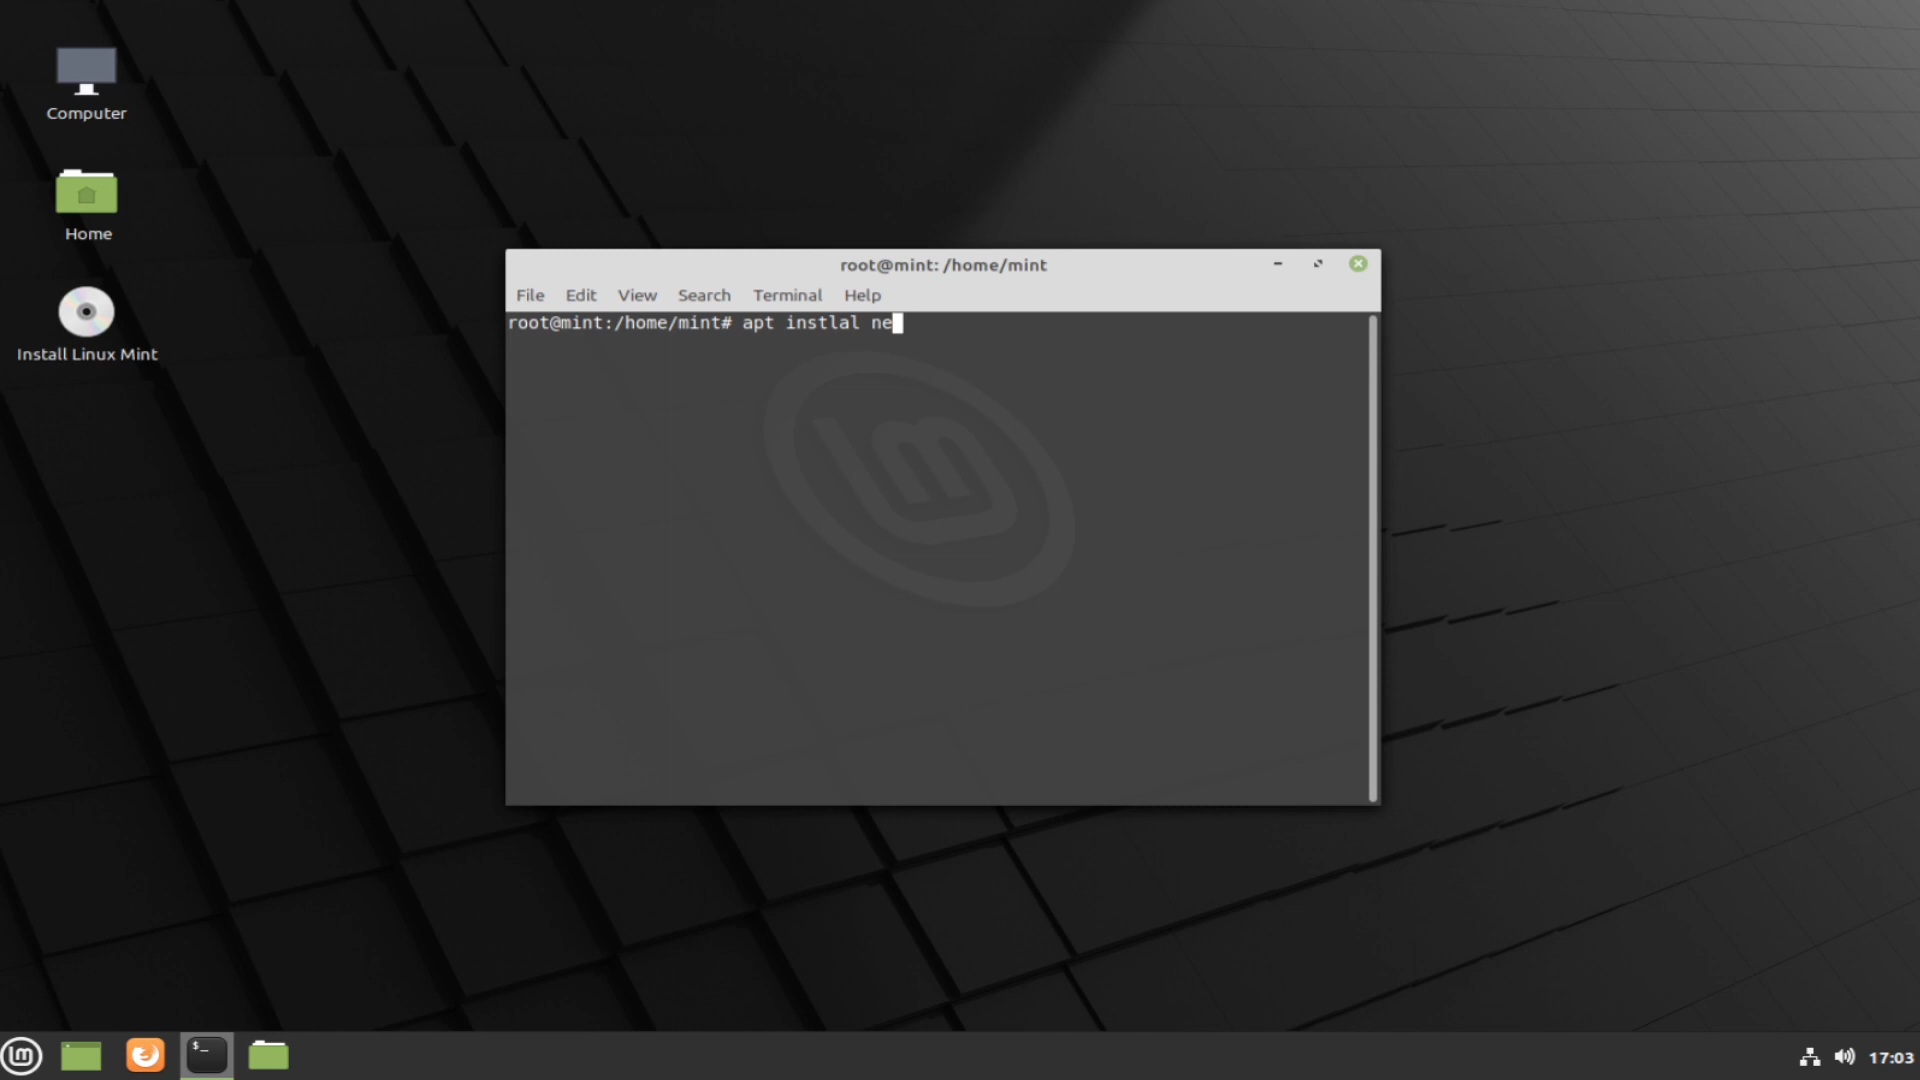 Computer
Home
Install Linux Mint
root@mint: /home/mint
File Edit View Search Terminal Help
root@mint:/home/mint# apt instlal ne
$_
17:03